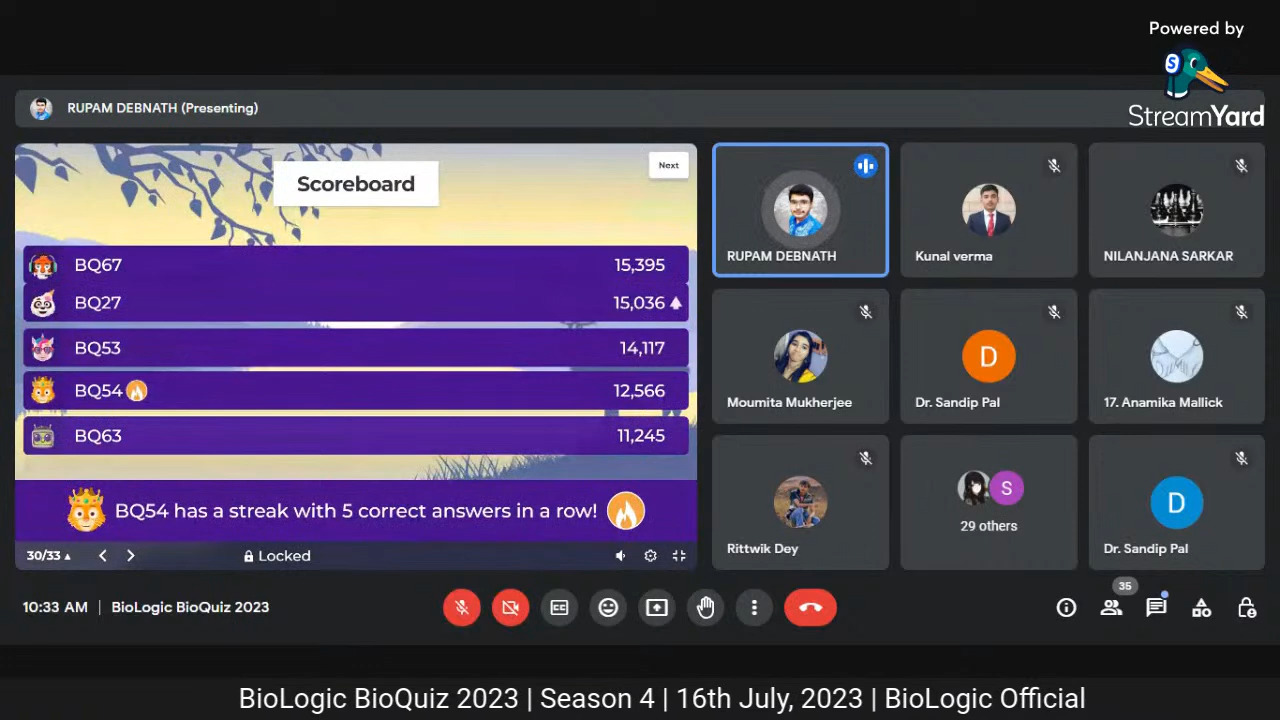 Powered by
S
StreamYard
RUPAM DEBNATH (Presenting)
Scoreboard
Next
BQ67 15,395
BQ27 15,036
BQ53 14,117
BQ54 12,566
BQ63 11,245
BQ54 has a streak with 5 correct answers in a row!
30/33
Locked
RUPAM DEBNATH
Kunal verma
NILANJANA SARKAR
Moumita Mukherjee
D
Dr. Sandip Pal
17. Anamika Mallick
Rittwik Dey
S
29 others
D
Dr. Sandip Pal
10:33 AM | BioLogic BioQuiz 2023
CC
35
BioLogic BioQuiz 2023 | Season 4 | 16th July, 2023 | BioLogic Official